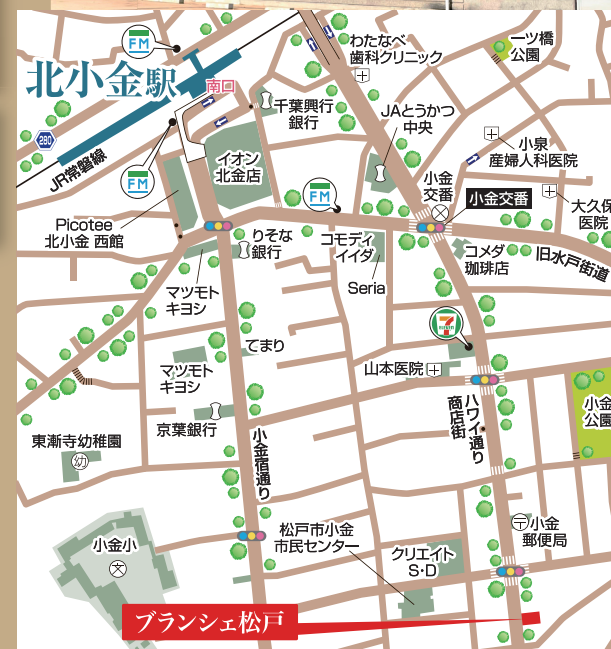 北小金駅
南口
FM
FM
FM
280
JR常磐線
わたなべ
歯科クリニック
一ツ橋
公園
千葉興行
銀行
JAとうかつ
中央
小泉
産婦人科医院
イオン
北金店
小金
交番
小金交番
大久保
医院
Picotee
北小金 西館
りそな
銀行
コモディ
イイダ
コメダ
珈琲店
旧水戸街道
Seria
マツモト
キヨシ
7
てまり
マツモト
キヨシ
山本医院
小金
公園
ハワイ通り
商店街
京葉銀行
小金宿通り
東漸寺幼稚園
幼
小金
郵便局
松戸市小金
市民センター
クリエイト
S・D
小金小
文
ブランシェ松戸